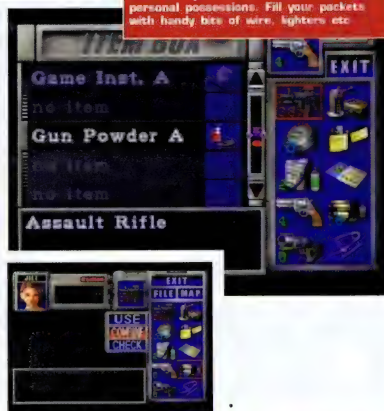 personal possessions. Fill your pockets
with handy bits of wire, lighters etc
ITEM BOX
EXIT
Game Inst. A
no item
Gun Powder A
no item
no item
Assault Rifle
EXIT
FILE MAP
USE
COMBINE
CHECK